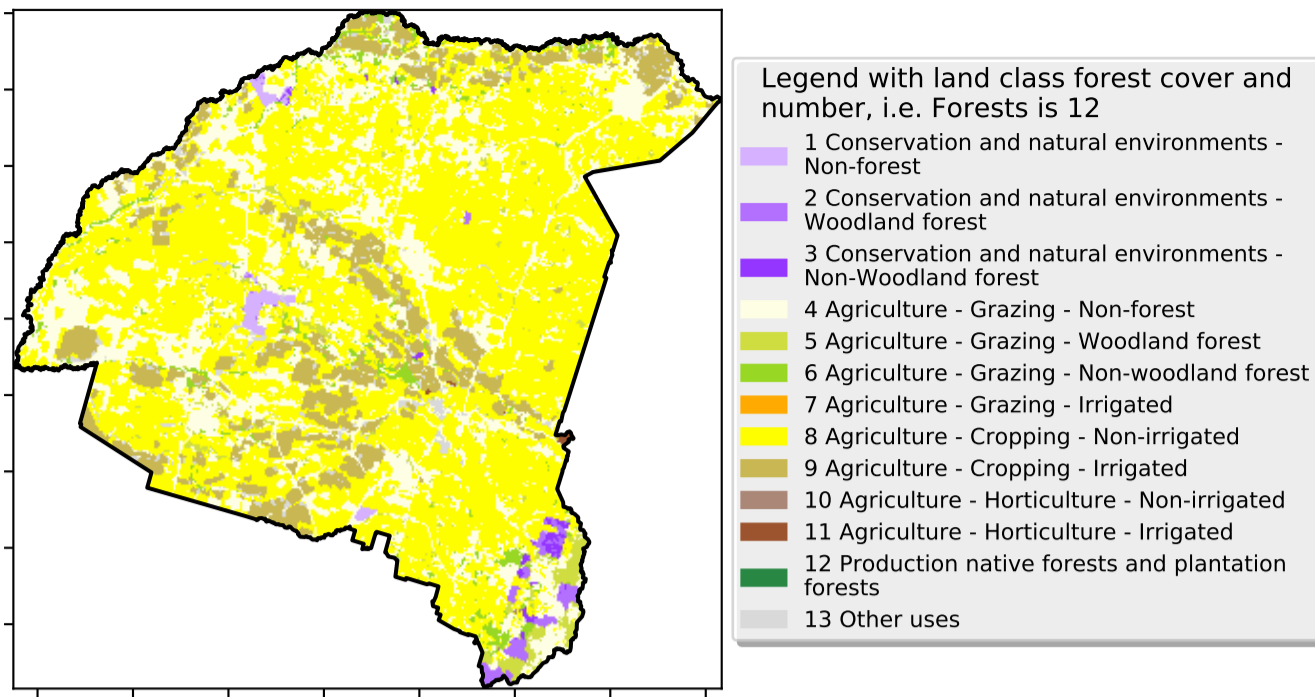 Legend with land class forest cover and
number, i.e. Forests is 12
1 Conservation and natural environments -
Non-forest
2 Conservation and natural environments -
Woodland forest
3 Conservation and natural environments -
Non-Woodland forest
4 Agriculture - Grazing - Non-forest
5 Agriculture - Grazing - Woodland forest
6 Agriculture - Grazing - Non-woodland forest
7 Agriculture - Grazing - Irrigated
8 Agriculture - Cropping - Non-irrigated
9 Agriculture - Cropping - Irrigated
10 Agriculture - Horticulture - Non-irrigated
11 Agriculture - Horticulture - Irrigated
12 Production native forests and plantation
forests
13 Other uses